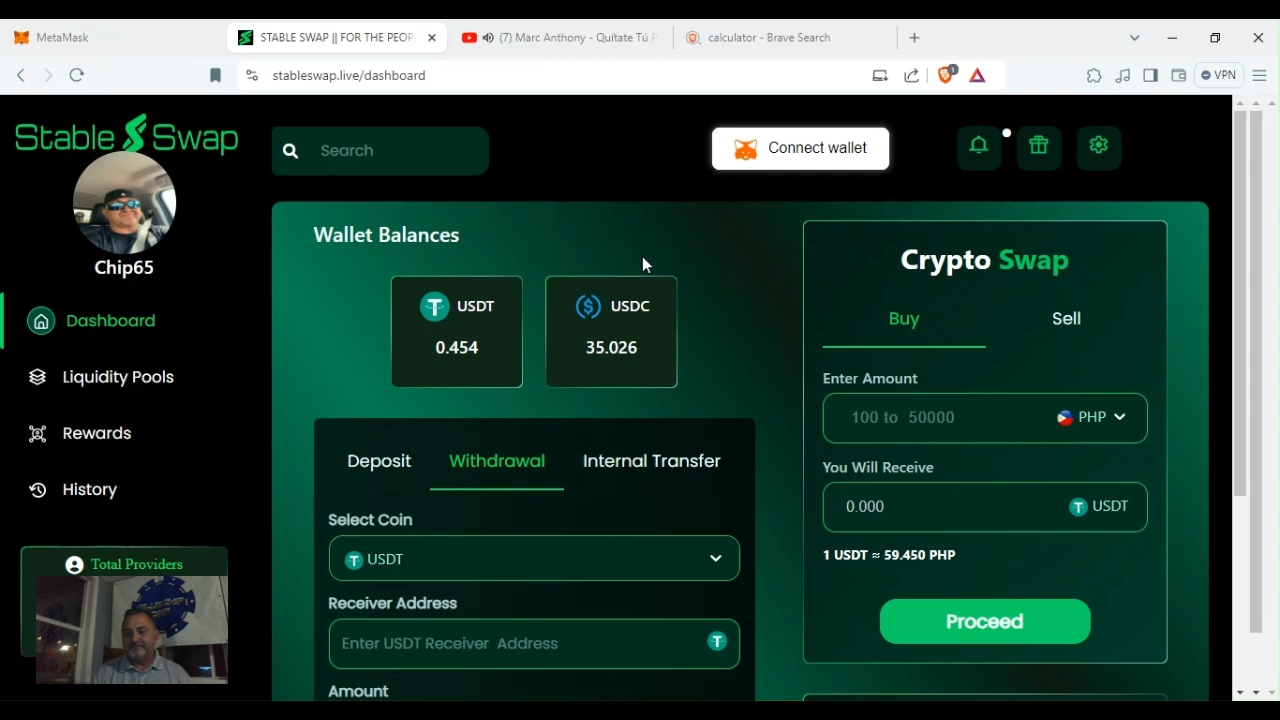 MetaMask
STABLE SWAP || FOR THE PEOP
(7) Marc Anthony - Quítate Tú P
calculator - Brave Search
stableswap.live/dashboard
1
VPN
Stable Swap
Search
Connect wallet
Chip65
Dashboard
Liquidity Pools
Rewards
History
Total Providers
Wallet Balances
USDT
0.454
USDC
35.026
Deposit
Withdrawal
Internal Transfer
Select Coin
USDT
Receiver Address
Enter USDT Receiver Address
Amount
Crypto Swap
Buy
Sell
Enter Amount
100 to 50000
PHP
You Will Receive
0.000
USDT
1 USDT ≈ 59.450 PHP
Proceed